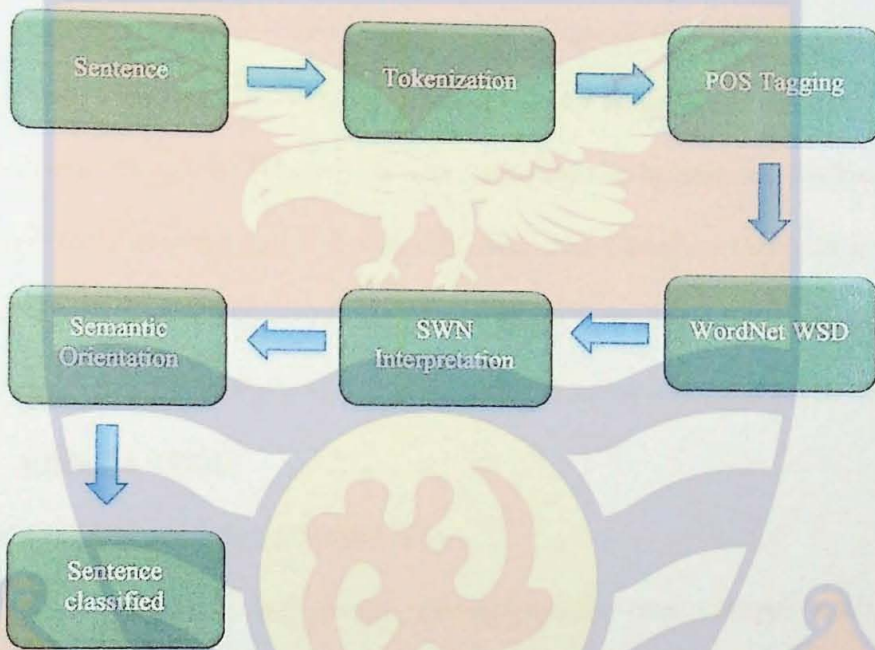 Sentence
Tokenization
POS Tagging
WordNet WSD
SWN
Interpretation
Semantic
Orientation
Sentence
classified